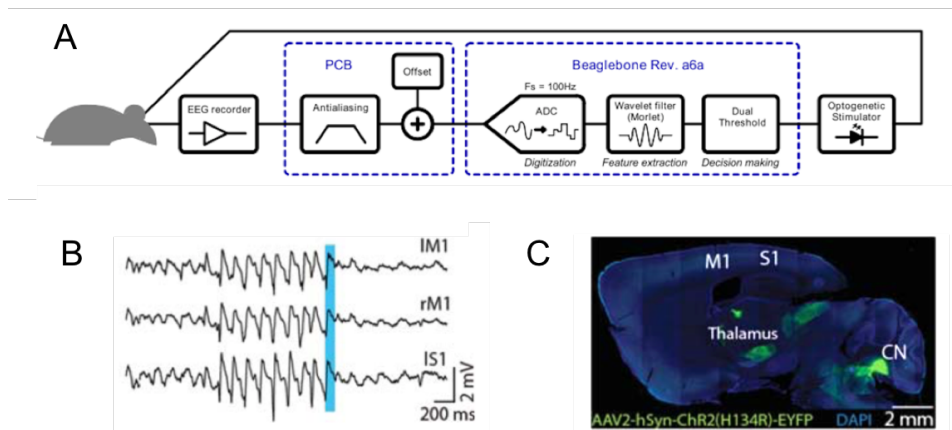 A
PCB
Beaglebone Rev. a6a
Offset
Fs = 100Hz
EEG recorder
Antialiasing
+
ADC
Wavelet filter
(Morlet)
Dual
Threshold
Optogenetic
Stimulator
Digitization
Feature extraction
Decision making
B
lM1
rM1
lS1
2 mV
200 ms
C
M1
S1
Thalamus
CN
AAV2-hSyn-ChR2(H134R)-EYFP DAPI
2 mm